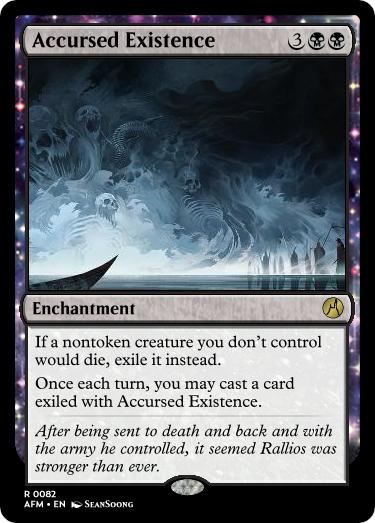 Accursed Existence 3
Enchantment
If a nontoken creature you don't control
would die, exile it instead.
Once each turn, you may cast a card
exiled with Accursed Existence.
After being sent to death and back and with
the army he controlled, it seemed Rallios was
stronger than ever.
R 0082
AFM • EN SeanSoong